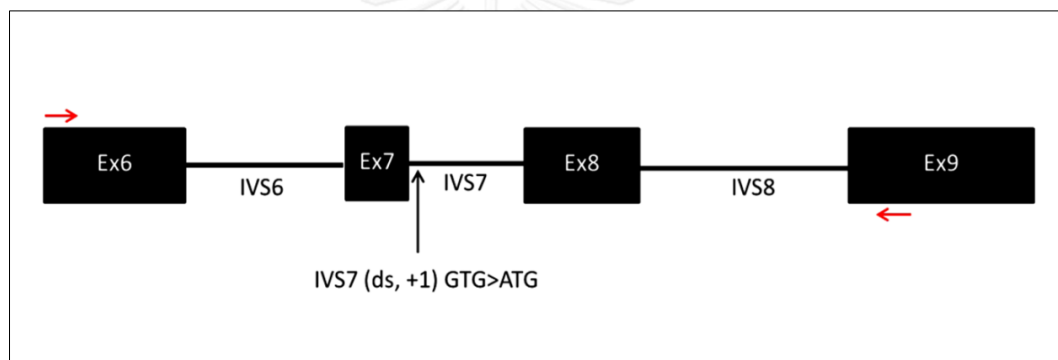 Ex6
IVS6
Ex7
IVS7
Ex8
IVS8
Ex9
IVS7 (ds, +1) GTG>ATG